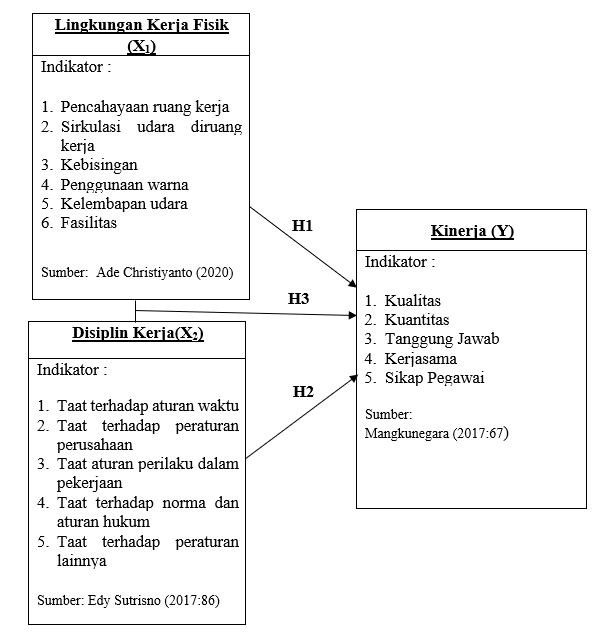 Lingkungan Kerja Fisik
(X1)
Indikator :
1. Pencahayaan ruang kerja
2. Sirkulasi udara diruang
kerja
3. Kebisingan
4. Penggunaan warna
5. Kelembapan udara
6. Fasilitas
Sumber: Ade Christiyanto (2020)
H1
H3
H2
Disiplin Kerja(X2)
Indikator :
1. Taat terhadap aturan waktu
2. Taat terhadap peraturan
perusahaan
3. Taat aturan perilaku dalam
pekerjaan
4. Taat terhadap norma dan
aturan hukum
5. Taat terhadap peraturan
lainnya
Sumber: Edy Sutrisno (2017:86)
Kinerja (Y)
Indikator :
1. Kualitas
2. Kuantitas
3. Tanggung Jawab
4. Kerjasama
5. Sikap Pegawai
Sumber:
Mangkunegara (2017:67)